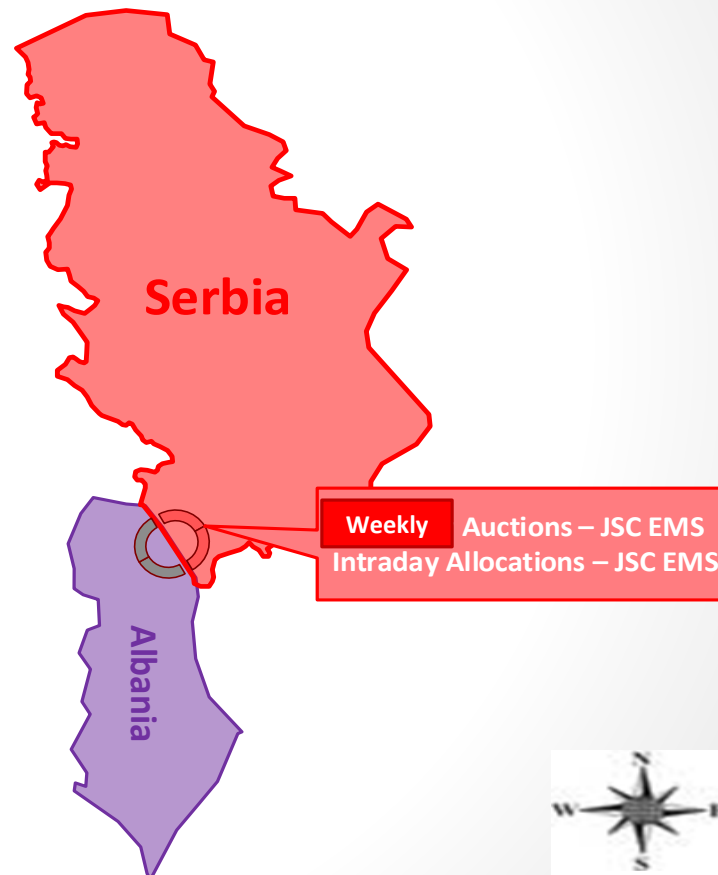 Serbia
Weekly Auctions – JSC EMS
Intraday Allocations – JSC EMS
Albania
N
W E
S